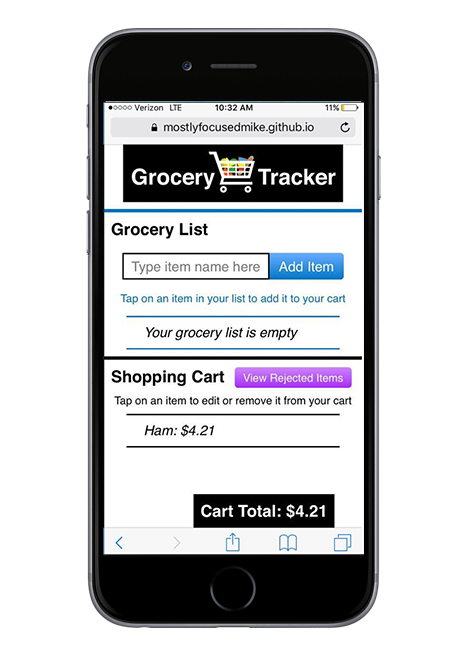 Verizon LTE 10:32 AM 11%
mostlyfocusedmike.github.io
Grocery Tracker
Grocery List
Type item name here Add Item
Tap on an item in your list to add it to your cart
Your grocery list is empty
Shopping Cart View Rejected Items
Tap on an item to edit or remove it from your cart
Ham: $4.21
Cart Total: $4.21